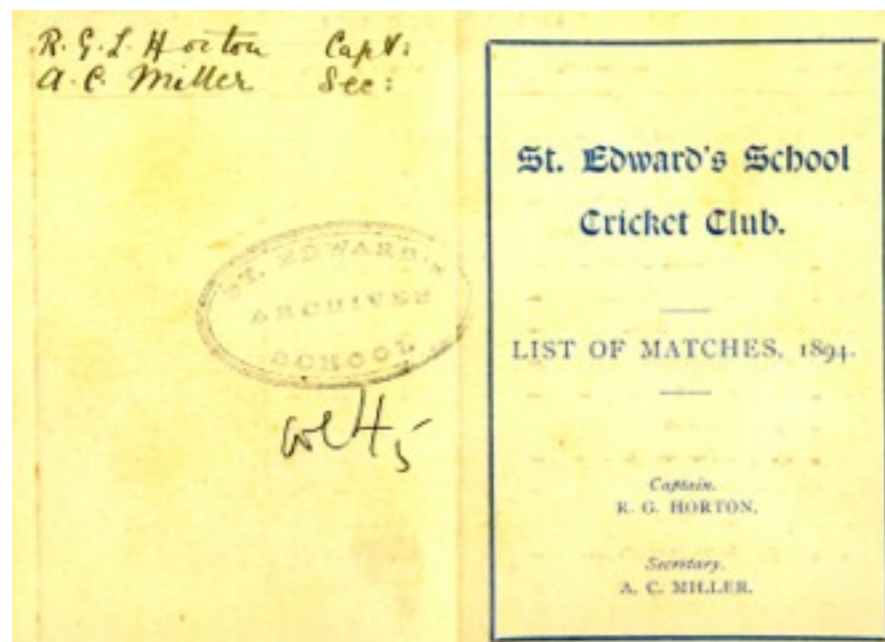 R. G. L. Horton Capt:
A. C. Miller Sec:
ST. EDWARD'S
ARCHIVES
SCHOOL
St. Edward's School
Cricket Club.
LIST OF MATCHES, 1894.
Captain.
R. G. HORTON.
Secretary.
A. C. MILLER.